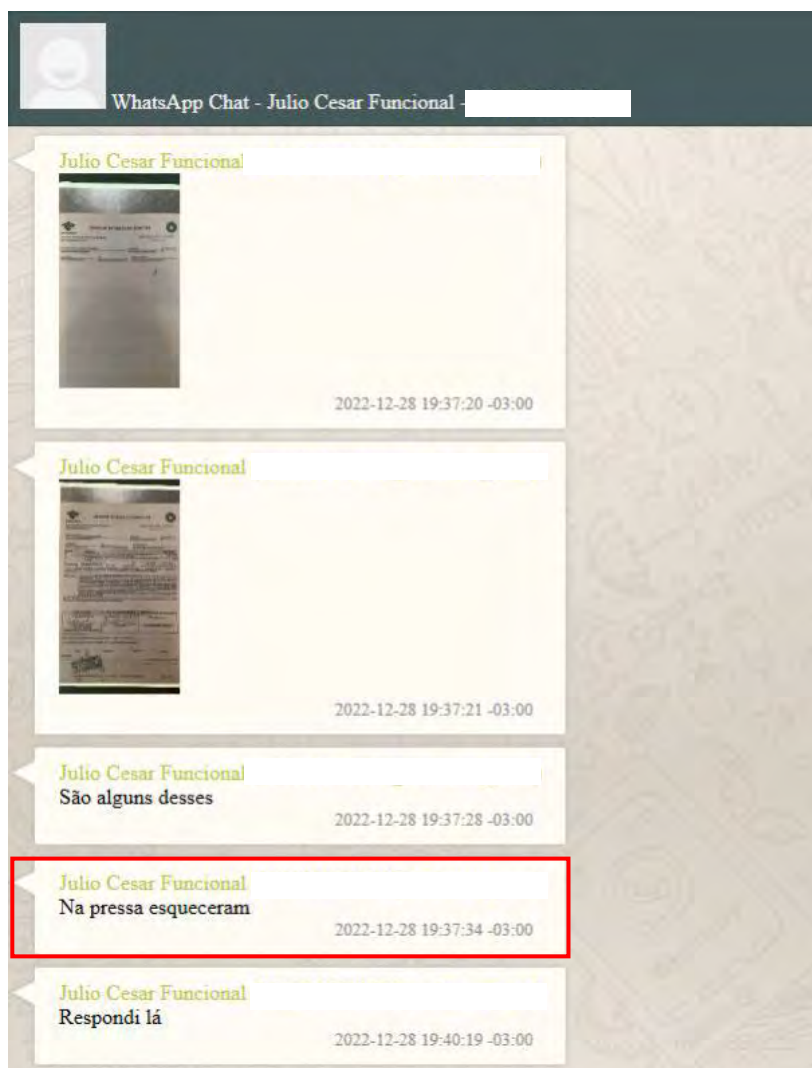 WhatsApp Chat - Julio Cesar Funcional -
Julio Cesar Funcional
2022-12-28 19:37:20 -03:00
Julio Cesar Funcional
2022-12-28 19:37:21 -03:00
Julio Cesar Funcional
São alguns desses
2022-12-28 19:37:28 -03:00
Julio Cesar Funcional
Na pressa esqueceram
2022-12-28 19:37:34 -03:00
Julio Cesar Funcional
Respondi lá
2022-12-28 19:40:19 -03:00